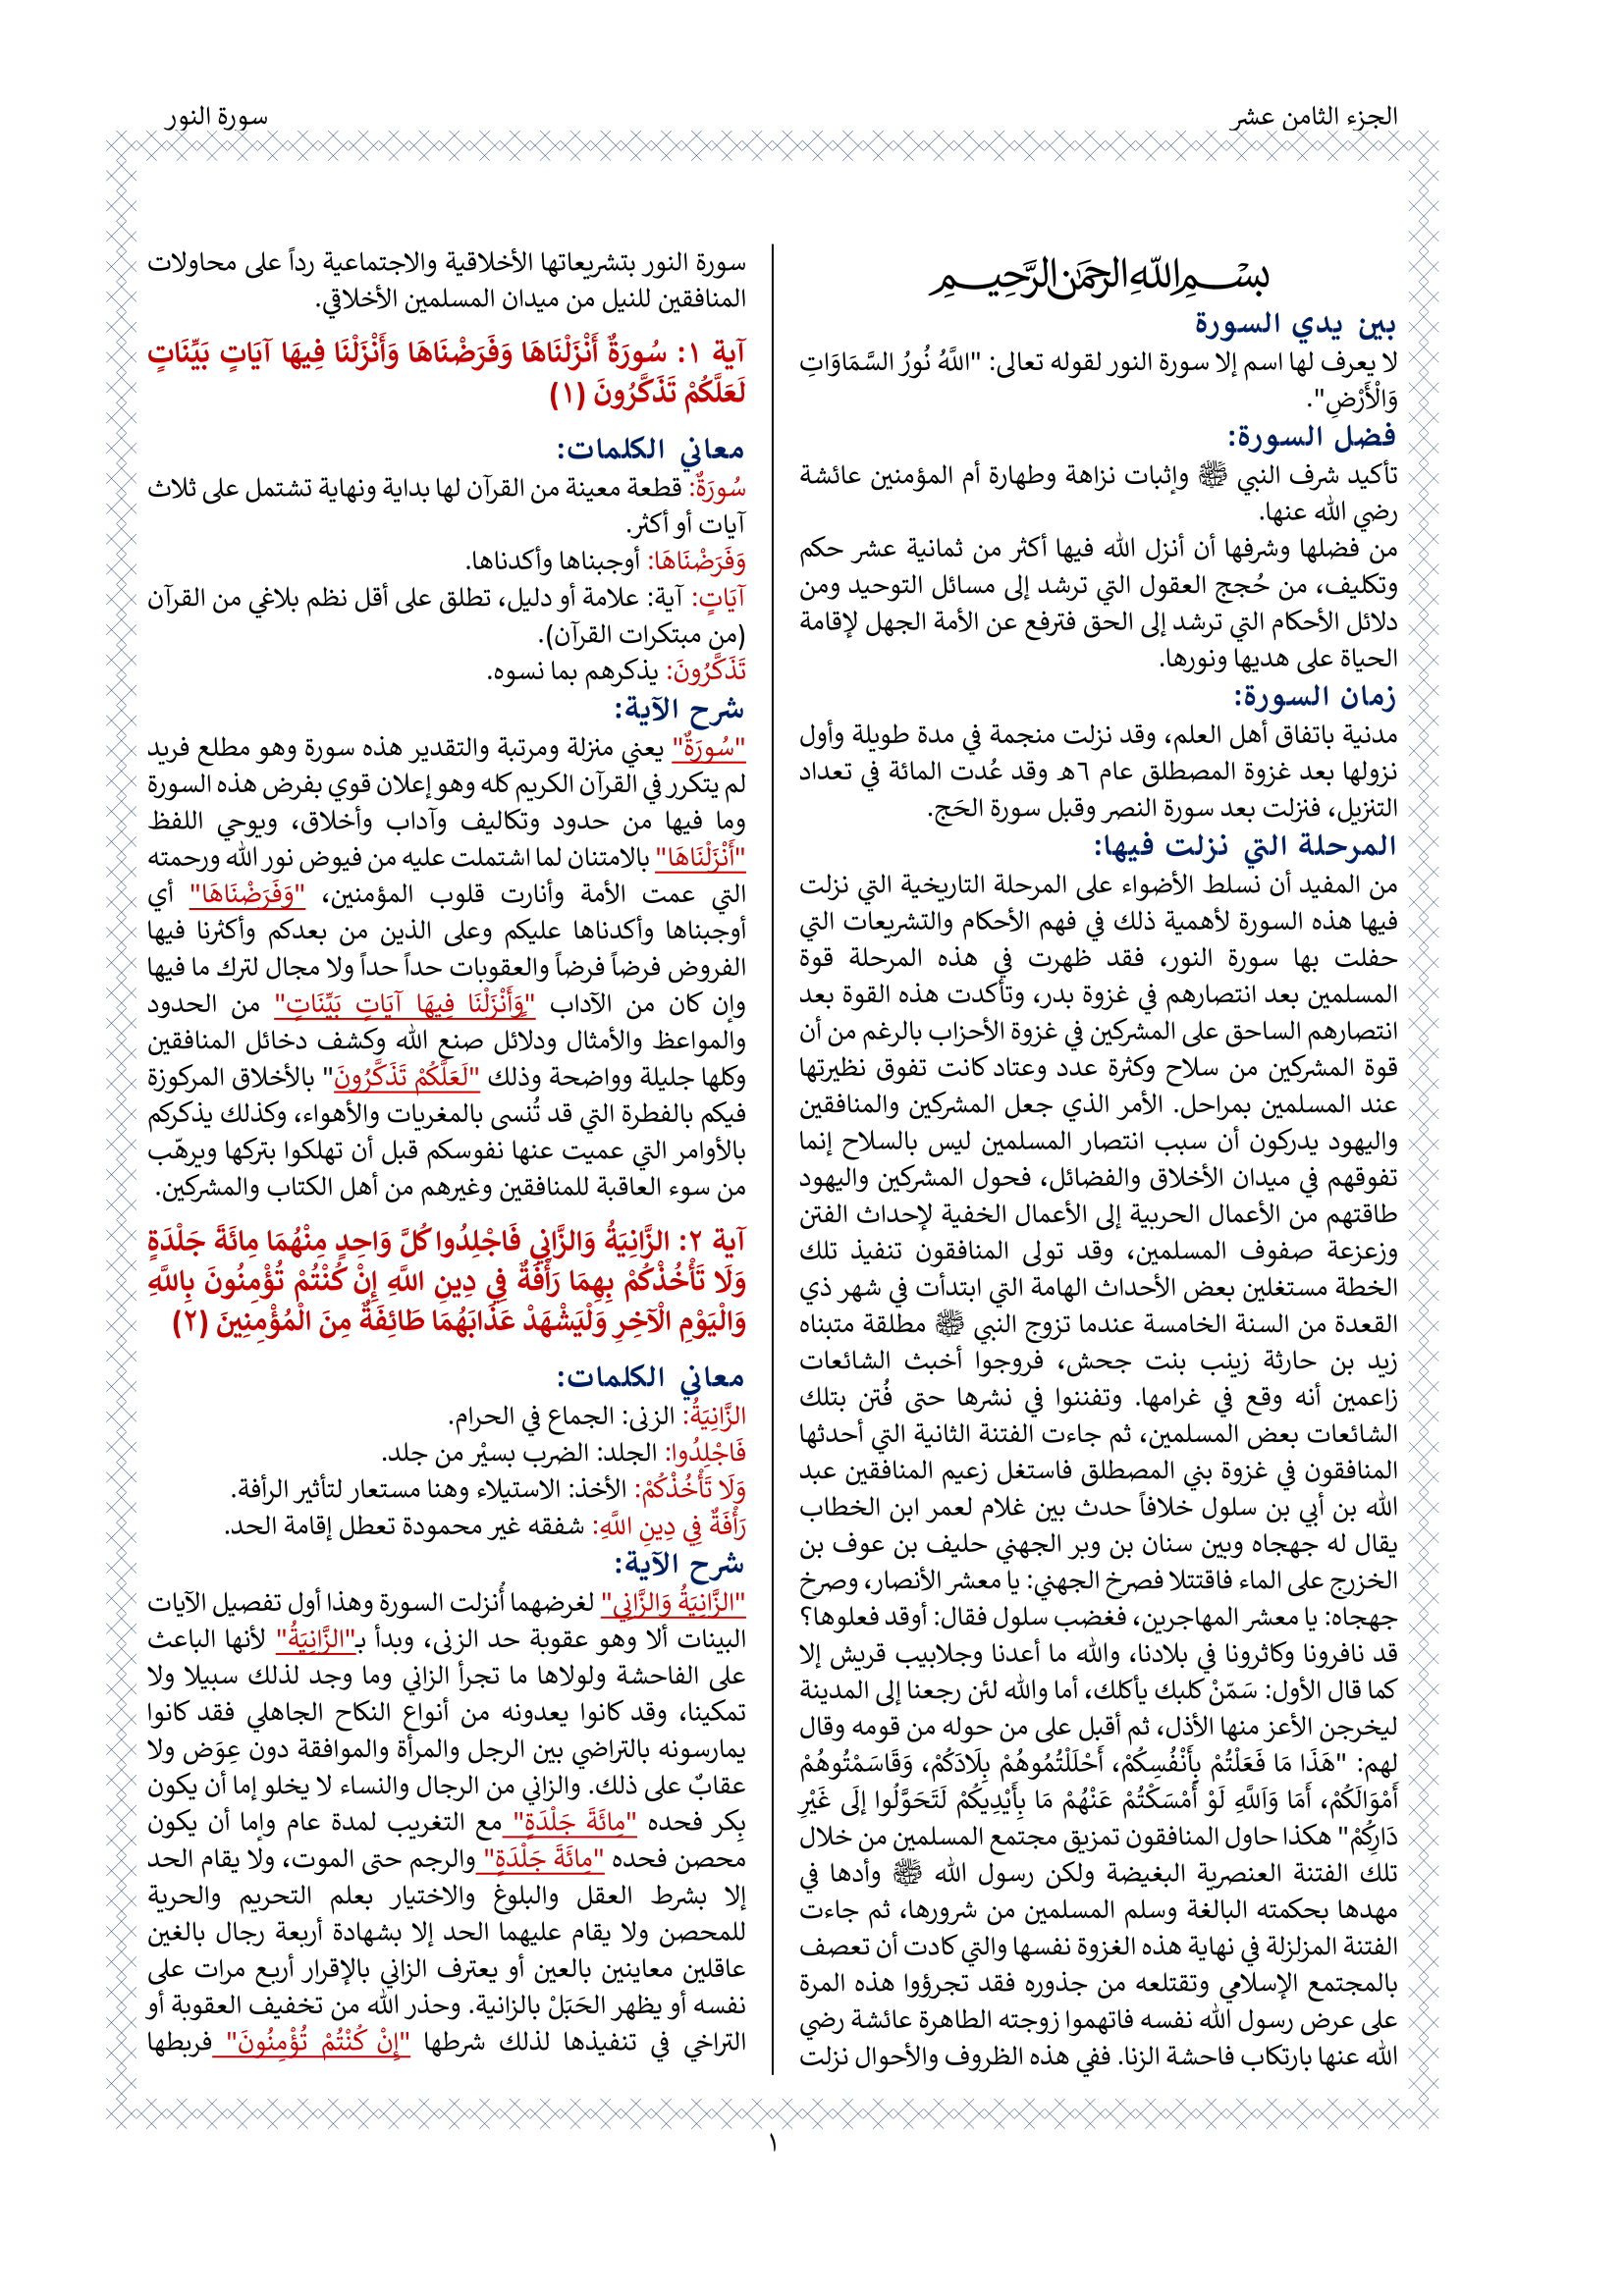 الجزء الثامن عشر
سورة النور
بسم الله الرحمن الرحيم
بين يدي السورة
لا يعرف لها اسم إلا سورة النور لقوله تعالى: "اللَّهُ نُورُ السَّمَاوَاتِ
وَالْأَرْضِ".
فضل السورة:
تأكيد شرف النبي ﷺ وإثبات نزاهة وطهارة أم المؤمنين عائشة
رضي الله عنها.
من فضلها وشرفها أن أنزل الله فيها أكثر من ثمانية عشر حكم
وتكليف، من حُجج العقول التي ترشد إلى مسائل التوحيد ومن
دلائل الأحكام التي ترشد إلى الحق فترفع عن الأمة الجهل لإقامة
الحياة على هديها ونورها.
زمان السورة:
مدنية باتفاق أهل العلم، وقد نزلت منجمة في مدة طويلة وأول
نزولها بعد غزوة المصطلق عام ٦هـ وقد عُدت المائة في تعداد
التنزيل، فنزلت بعد سورة النصر وقبل سورة الحَج.
المرحلة التي نزلت فيها:
من المفيد أن نسلط الأضواء على المرحلة التاريخية التي نزلت
فيها هذه السورة لأهمية ذلك في فهم الأحكام والتشريعات التي
حفلت بها سورة النور، فقد ظهرت في هذه المرحلة قوة
المسلمين بعد انتصارهم في غزوة بدر، وتأكدت هذه القوة بعد
انتصارهم الساحق على المشركين في غزوة الأحزاب بالرغم من أن
قوة المشركين من سلاح وكثرة عدد وعتاد كانت تفوق نظيرتها
عند المسلمين بمراحل. الأمر الذي جعل المشركين والمنافقين
واليهود يدركون أن سبب انتصار المسلمين ليس بالسلاح إنما
تفوقهم في ميدان الأخلاق والفضائل، فحول المشركين واليهود
طاقتهم من الأعمال الحربية إلى الأعمال الخفية لإحداث الفتن
وزعزعة صفوف المسلمين، وقد تولى المنافقون تنفيذ تلك
الخطة مستغلين بعض الأحداث الهامة التي ابتدأت في شهر ذي
القعدة من السنة الخامسة عندما تزوج النبي ﷺ مطلقة متبناه
زيد بن حارثة زينب بنت جحش، فروجوا أخبث الشائعات
زاعمين أنه وقع في غرامها. وتفننوا في نشرها حتى فُتن بتلك
الشائعات بعض المسلمين، ثم جاءت الفتنة الثانية التي أحدثها
المنافقون في غزوة بني المصطلق فاستغل زعيم المنافقين عبد
الله بن أبي بن سلول خلافاً حدث بين غلام لعمر ابن الخطاب
يقال له جهجاه وبين سنان بن وبر الجهني حليف بن عوف بن
الخزرج على الماء فاقتتلا فصرخ الجهني: يا معشر الأنصار، وصرخ
جهجاه: يا معشر المهاجرين، فغضب سلول فقال: أوقد فعلوها؟
قد نافرونا وكاثرونا في بلادنا، والله ما أعدنا وجلابيب قريش إلا
كما قال الأول: سَمّنْ كلبك يأكلك، أما والله لئن رجعنا إلى المدينة
ليخرجن الأعز منها الأذل، ثم أقبل على من حوله من قومه وقال
لهم: "هَذَا مَا فَعَلْتُمْ بِأَنْفُسِكُمْ، أَحْلَلْتُمُوهُمْ بِلَادَكُمْ، وَقَاسَمْتُوهُمْ
أَمْوَالَكُمْ، أَمَا وَاَللَّهِ لَوْ أَمْسَكْتُمْ عَنْهُمْ مَا بِأَيْدِيكُمْ لَتَحَوَّلُوا إلَى غَيْرِ
دَارِكُمْ" هكذا حاول المنافقون تمزيق مجتمع المسلمين من خلال
تلك الفتنة العنصرية البغيضة ولكن رسول الله ﷺ وأدها في
مهدها بحكمته البالغة وسلم المسلمين من شرورها، ثم جاءت
الفتنة المزلزلة في نهاية هذه الغزوة نفسها والتي كادت أن تعصف
بالمجتمع الإسلامي وتقتلعه من جذوره فقد تجرؤوا هذه المرة
على عرض رسول الله نفسه فاتهموا زوجته الطاهرة عائشة رضي
الله عنها بارتكاب فاحشة الزنا. ففي هذه الظروف والأحوال نزلت
سورة النور بتشريعاتها الأخلاقية والاجتماعية رداً على محاولات
المنافقين للنيل من ميدان المسلمين الأخلاقي.
آية ١: سُورَةٌ أَنْزَلْنَاهَا وَفَرَضْنَاهَا وَأَنْزَلْنَا فِيهَا آيَاتٍ بَيِّنَاتٍ
لَعَلَّكُمْ تَذَكَّرُونَ (١)
معاني الكلمات:
سُورَةٌ: قطعة معينة من القرآن لها بداية ونهاية تشتمل على ثلاث
آيات أو أكثر.
وَفَرَضْنَاهَا: أوجبناها وأكدناها.
آيَاتٍ: آية: علامة أو دليل، تطلق على أقل نظم بلاغي من القرآن
(من مبتكرات القرآن).
تَذَكَّرُونَ: يذكرهم بما نسوه.
شرح الآية:
"سُورَةٌ" يعني منزلة ومرتبة والتقدير هذه سورة وهو مطلع فريد
لم يتكرر في القرآن الكريم كله وهو إعلان قوي بفرض هذه السورة
وما فيها من حدود وتكاليف وآداب وأخلاق، ويوحي اللفظ
"أَنْزَلْنَاهَا" بالامتنان لما اشتملت عليه من فيوض نور الله ورحمته
التي عمت الأمة وأنارت قلوب المؤمنين، "وَفَرَضْنَاهَا" أي
أوجبناها وأكدناها عليكم وعلى الذين من بعدكم وأكثرنا فيها
الفروض فرضاً فرضاً والعقوبات حداً حداً ولا مجال لترك ما فيها
وإن كان من الآداب "وَأَنْزَلْنَا فِيهَا آيَاتٍ بَيِّنَاتٍ" من الحدود
والمواعظ والأمثال ودلائل صنع الله وكشف دخائل المنافقين
وكلها جليلة وواضحة وذلك "لَعَلَّكُمْ تَذَكَّرُونَ" بالأخلاق المركوزة
فيكم بالفطرة التي قد تُنسى بالمغريات والأهواء، وكذلك يذكركم
بالأوامر التي عميت عنها نفوسكم قبل أن تهلكوا بتركها ويرهّب
من سوء العاقبة للمنافقين وغيرهم من أهل الكتاب والمشركين.
آية ٢: الزَّانِيَةُ وَالزَّانِي فَاجْلِدُوا كُلَّ وَاحِدٍ مِنْهُمَا مِائَةَ جَلْدَةٍ
وَلَا تَأْخُذْكُمْ بِهِمَا رَأْفَةٌ فِي دِينِ اللَّهِ إِنْ كُنْتُمْ تُؤْمِنُونَ بِاللَّهِ
وَالْيَوْمِ الْآخِرِ وَلْيَشْهَدْ عَذَابَهُمَا طَائِفَةٌ مِنَ الْمُؤْمِنِينَ (٢)
معاني الكلمات:
الزَّانِيَةُ: الزنى: الجماع في الحرام.
فَاجْلِدُوا: الجلد: الضرب بسيْر من جلد.
وَلَا تَأْخُذْكُمْ: الأخذ: الاستيلاء وهنا مستعار لتأثير الرأفة.
رَأْفَةٌ فِي دِينِ اللَّهِ: شفقه غير محمودة تعطل إقامة الحد.
شرح الآية:
"الزَّانِيَةُ وَالزَّانِي" لغرضهما أُنزلت السورة وهذا أول تفصيل الآيات
البينات ألا وهو عقوبة حد الزنى، وبدأ بـ"الزَّانِيَةُ" لأنها الباعث
على الفاحشة ولولاها ما تجرأ الزاني وما وجد لذلك سبيلا ولا
تمكينا، وقد كانوا يعدونه من أنواع النكاح الجاهلي فقد كانوا
يمارسونه بالتراضي بين الرجل والمرأة والموافقة دون عِوَض ولا
عقابٌ على ذلك. والزاني من الرجال والنساء لا يخلو إما أن يكون
بِكر فحده "مِائَةَ جَلْدَةٍ" مع التغريب لمدة عام وإما أن يكون
محصن فحده "مِائَةَ جَلْدَةٍ" والرجم حتى الموت، ولا يقام الحد
إلا بشرط العقل والبلوغ والاختيار بعلم التحريم والحرية
للمحصن ولا يقام عليهما الحد إلا بشهادة أربعة رجال بالغين
عاقلين معاينين بالعين أو يعترف الزاني بالإقرار أربع مرات على
نفسه أو يظهر الحَبَلْ بالزانية. وحذر الله من تخفيف العقوبة أو
التراخي في تنفيذها لذلك شرطها "إِنْ كُنْتُمْ تُؤْمِنُونَ" فربطها
١